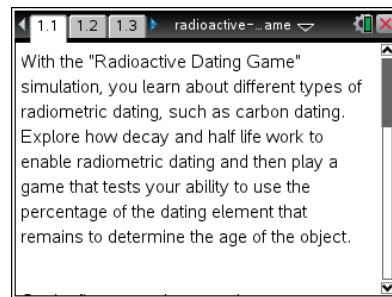 1.1 1.2 1.3 radioactive-...ame
With the "Radioactive Dating Game"
simulation, you learn about different types of
radiometric dating, such as carbon dating.
Explore how decay and half life work to
enable radiometric dating and then play a
game that tests your ability to use the
percentage of the dating element that
remains to determine the age of the object.